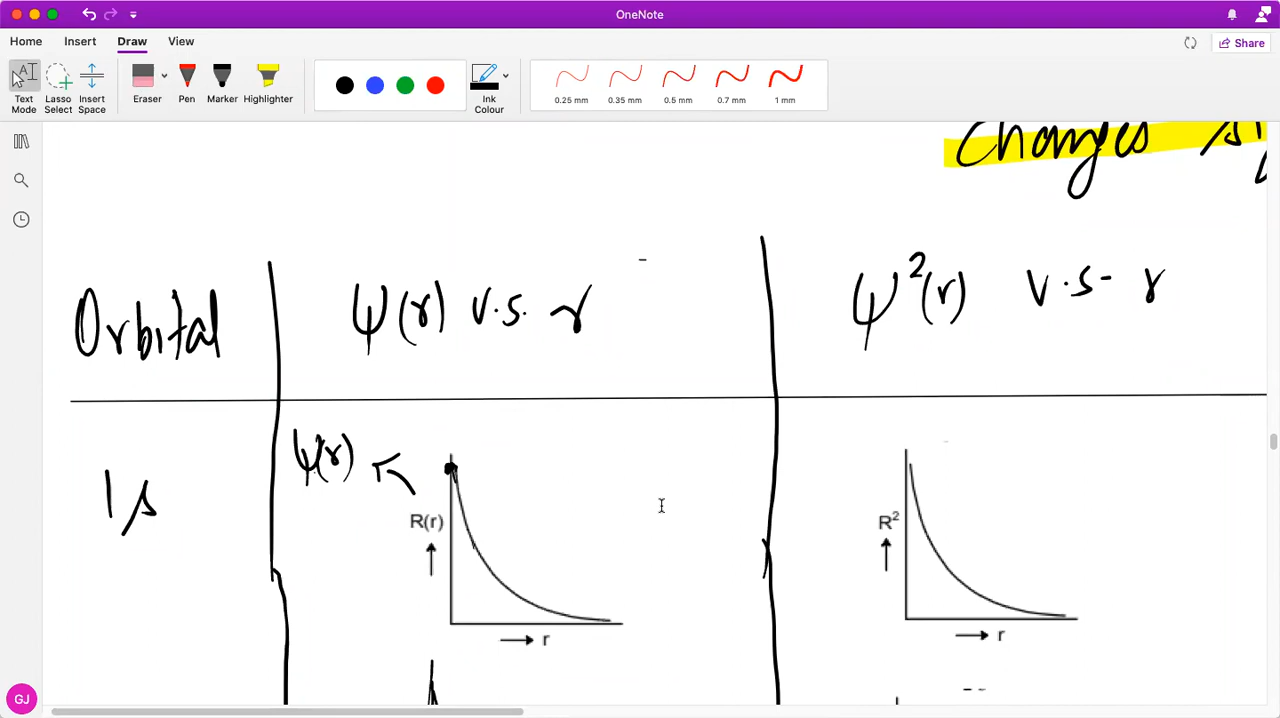 OneNote
Home Insert Draw View
Share
Text Mode
Lasso Select
Insert Space
Eraser
Pen
Marker
Highlighter
Ink Colour
0.25 mm
0.35 mm
0.5 mm
0.7 mm
1 mm
Changes
Orbital
ψ(r) v.s. r
ψ²(r) v.s- r
1s
ψ(r)
R(r)
r
R²
r
GJ